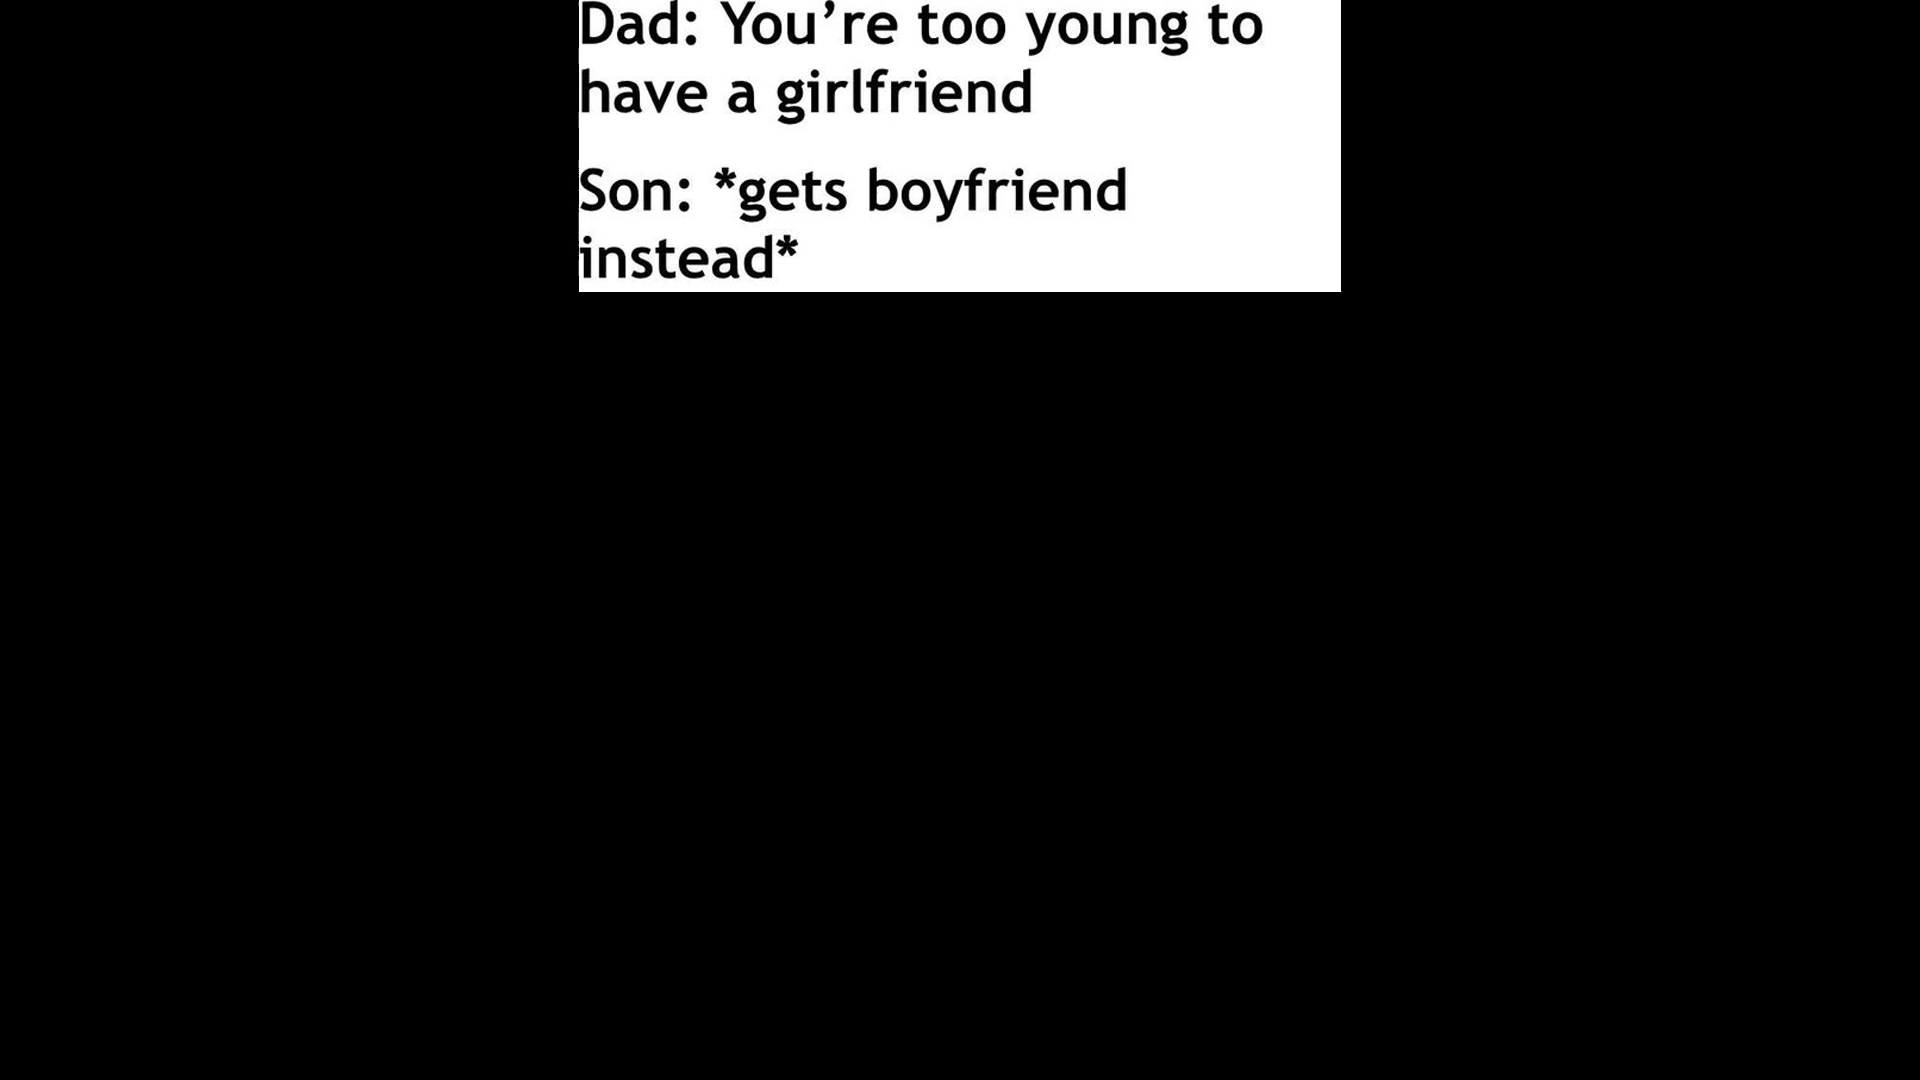 Dad: You’re too young to
have a girlfriend
Son: *gets boyfriend
instead*